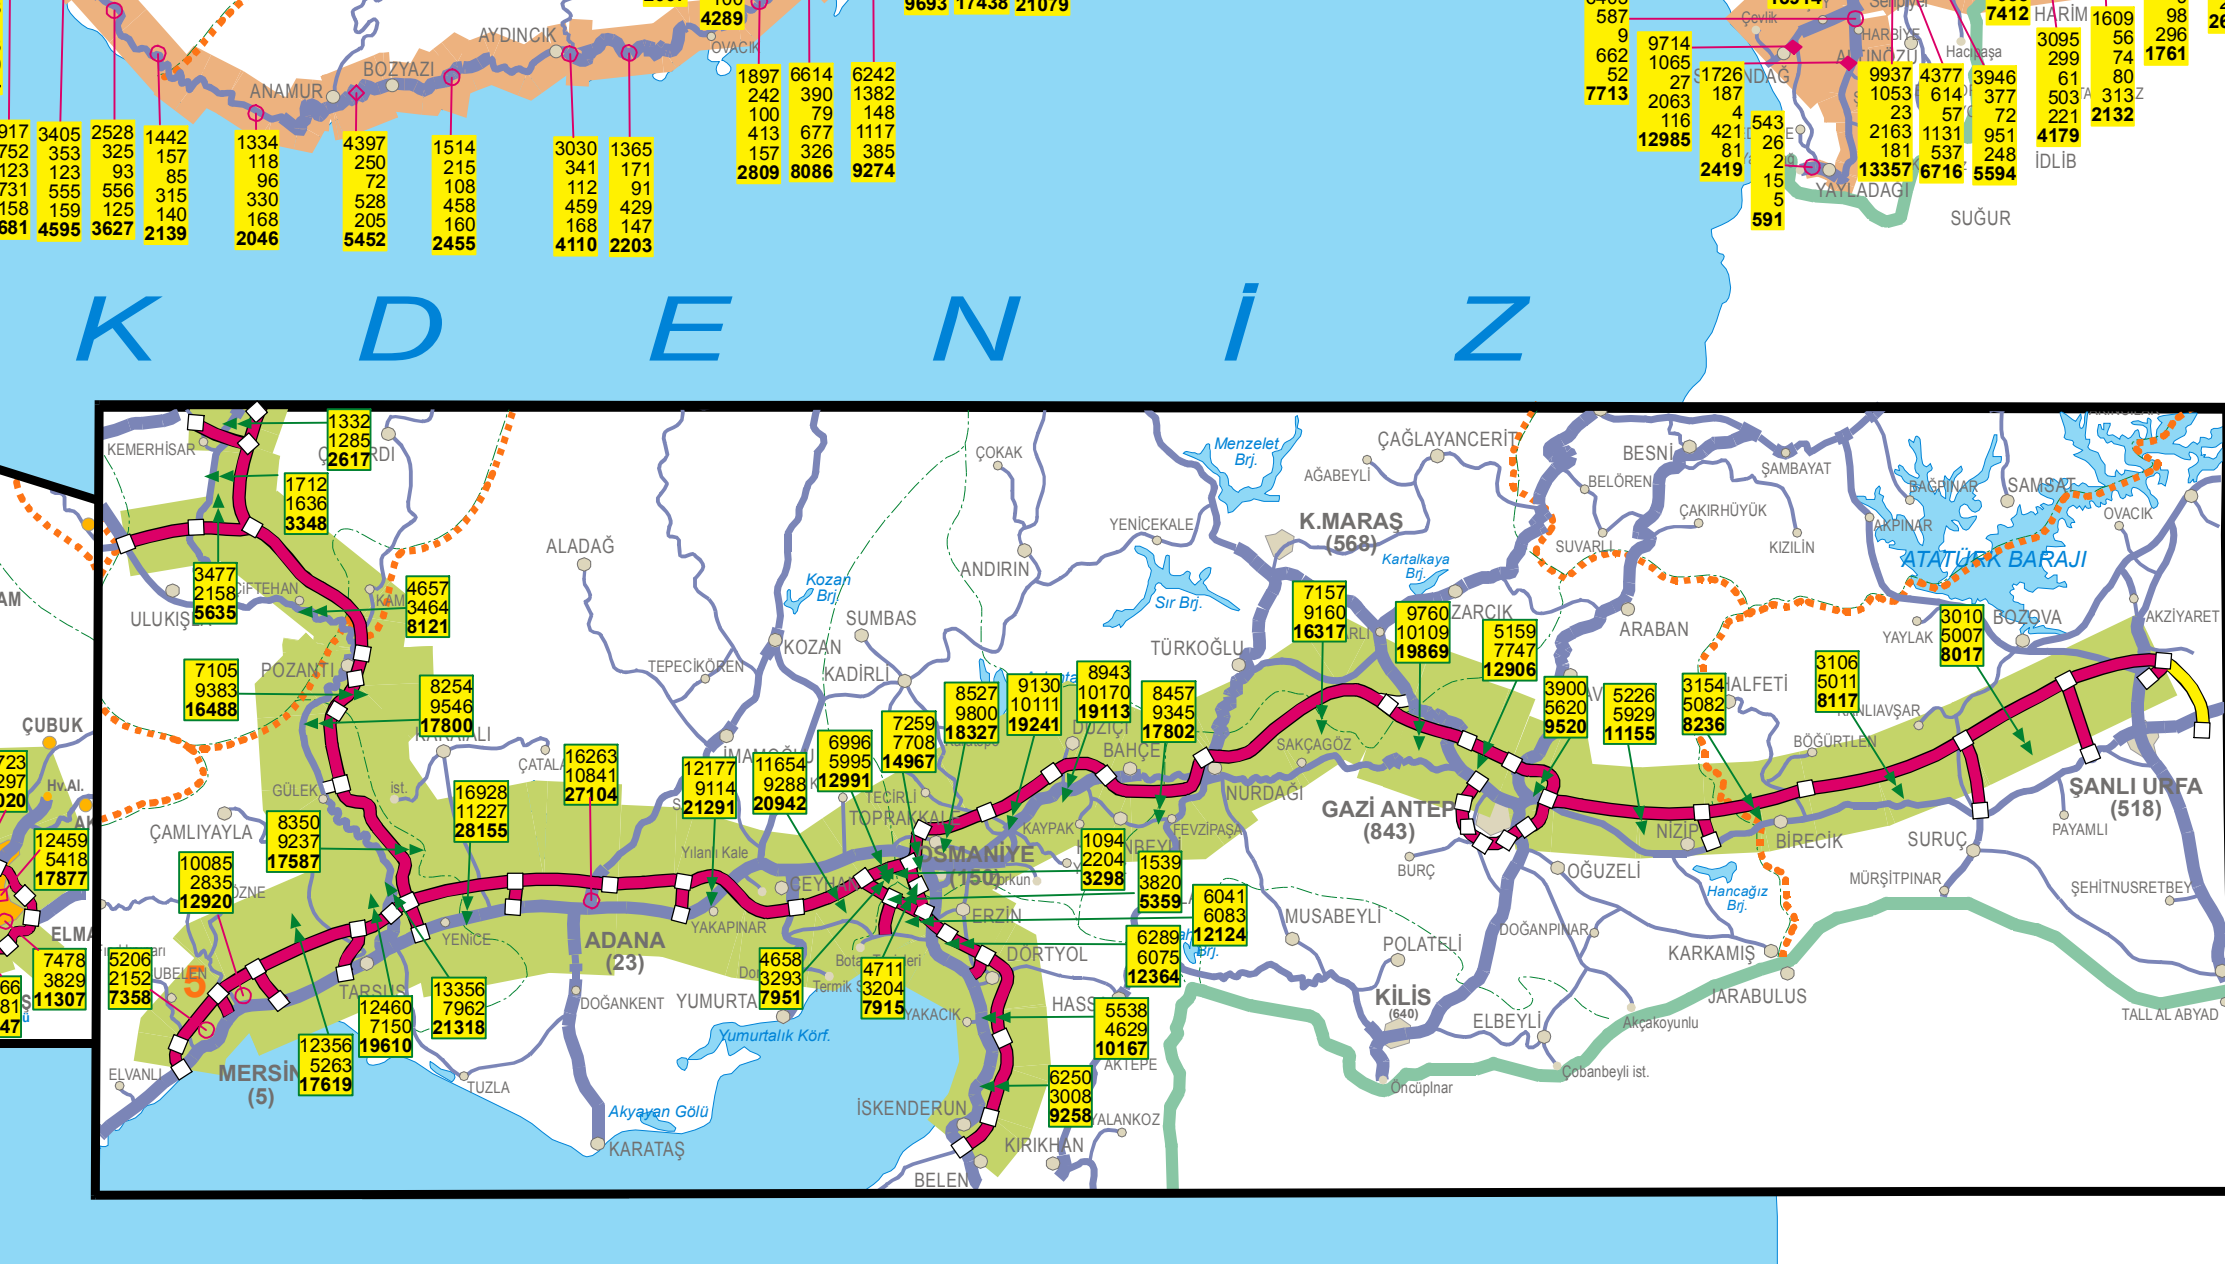 4289
9693
17438
21079
AYDINCIK
OVACIK
BOZYAZI
ANAMUR
3405
353
123
555
159
4595
2528
325
93
556
125
3627
1442
157
85
315
140
2139
1334
118
96
330
168
2046
4397
250
72
528
205
5452
1514
215
108
458
160
2455
3030
341
112
459
168
4110
1365
171
91
429
147
2203
1897
242
100
413
157
2809
6614
390
79
677
326
8086
6242
1382
148
1117
385
9274
587
9
662
52
7713
9714
1065
27
2063
116
12985
1726
187
4
421
81
2419
543
26
2
15
5
591
9937
1053
23
2163
181
13357
4377
614
57
1131
537
6716
3946
377
72
951
248
5594
7412
HARİM
3095
299
61
503
221
4179
1609
56
74
80
313
2132
98
296
1761
Çevlik
HARBİYE
YAYLADAĞI
İDLİB
SUĞUR
K D E N İ Z
KEMERHİSAR
1332
1285
2617
1712
1636
3348
3477
2158
5635
ÇİFTEHAN
4657
3464
8121
POZANTI
7105
9383
16488
8254
9546
17800
ALADAĞ
KOZAN
Kozan
Brj.
SUMBAS
KADİRLİ
TEPECİKÖREN
ÇOKAK
ANDIRIN
YENİCEKALE
Menzelet
Brj.
Sır Brj.
K.MARAŞ
(568)
Kartalkaya
Brj.
AĞABEYLİ
ÇAĞLAYANCERİT
BESNİ
BELÖREN
ŞAMBAYAT
ÇAKIRHÜYÜK
SUVARLI
KIZILİN
BAĞPINAR
SAMSAT
AKPINAR
OVACIK
ATATÜRK BARAJI
ARABAN
YAYLAK
BOZOVA
AKZİYARET
TÜRKOĞLU
7157
9160
16317
9760
10109
19869
5159
7747
12906
3900
5620
9520
5226
5929
11155
3154
5082
8236
3106
5011
8117
3010
5007
8017
BÖĞÜRTLEN
ŞANLI URFA
(518)
PAYAMLI
ÇUBUK
Hv.Al.
GÜLEK
ist.
ÇAMLIYAYLA
8350
9237
17587
16928
11227
28155
16263
10841
27104
12177
9114
21291
11654
9288
20942
6996
5995
12991
7259
7708
14967
8527
9800
18327
9130
10111
19241
8943
10170
19113
8457
9345
17802
DÜZİÇİ
BAHÇE
NURDAĞI
SAKÇAGÖZ
TECİRLİ
TOPRAKKALE
KAYPAK
FEVZİPAŞA
GAZİ ANTEP
(843)
BURÇ
NİZİP
BİRECİK
SURUÇ
OĞUZELİ
Hancağız
Brj.
MÜRŞİTPINAR
ŞEHİTNUSRETBEY
12459
5418
17877
10085
2835
12920
Yılanlı Kale
CEYHAN
OSMANİYE
(150)
1094
2204
3298
1539
3820
5359
6041
6083
12124
6289
6075
12364
ERZİN
DÖRTYOL
MUSABEYLİ
POLATELİ
DOĞANPINAR
KARKAMIŞ
JARABULUS
KİLİS
(640)
ELBEYLİ
Akçakoyunlu
Çobanbeyli ist.
Öncüpınar
TALL AL ABYAD
7478
3829
11307
5206
2152
7358
5
TARSUS
YENİCE
ADANA
(23)
YAKAPINAR
DOĞANKENT
4658
3293
7951
4711
3204
7915
YAKACIK
5538
4629
10167
AKTEPE
6250
3008
9258
12356
5263
17619
12460
7150
19610
13356
7962
21318
MERSİN
(5)
ELVANLI
TUZLA
Yumurtalık Körf.
Akyayan Gölü
KARATAŞ
İSKENDERUN
KIRIKHAN
BELEN